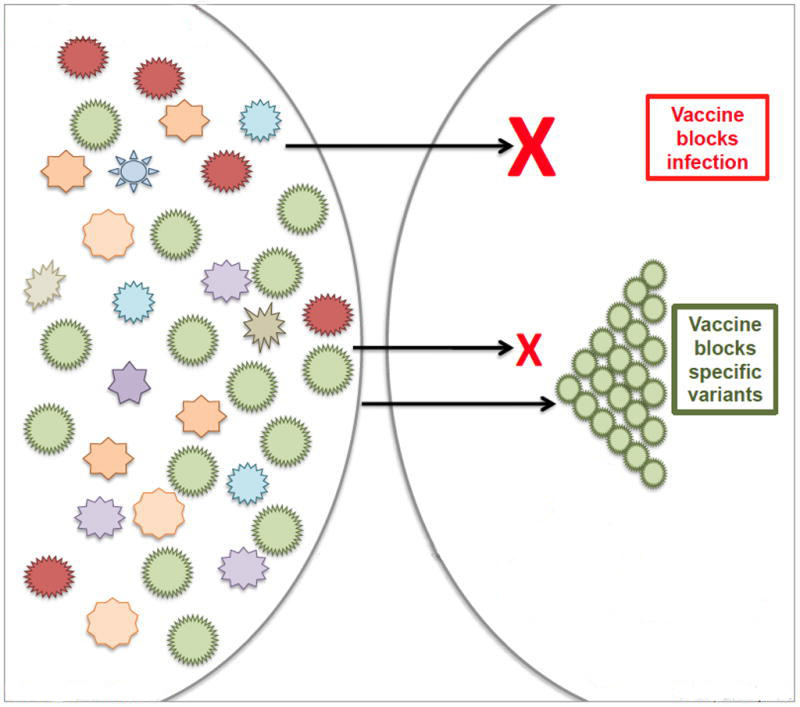 X
Vaccine
blocks
infection
X
Vaccine
blocks
specific
variants